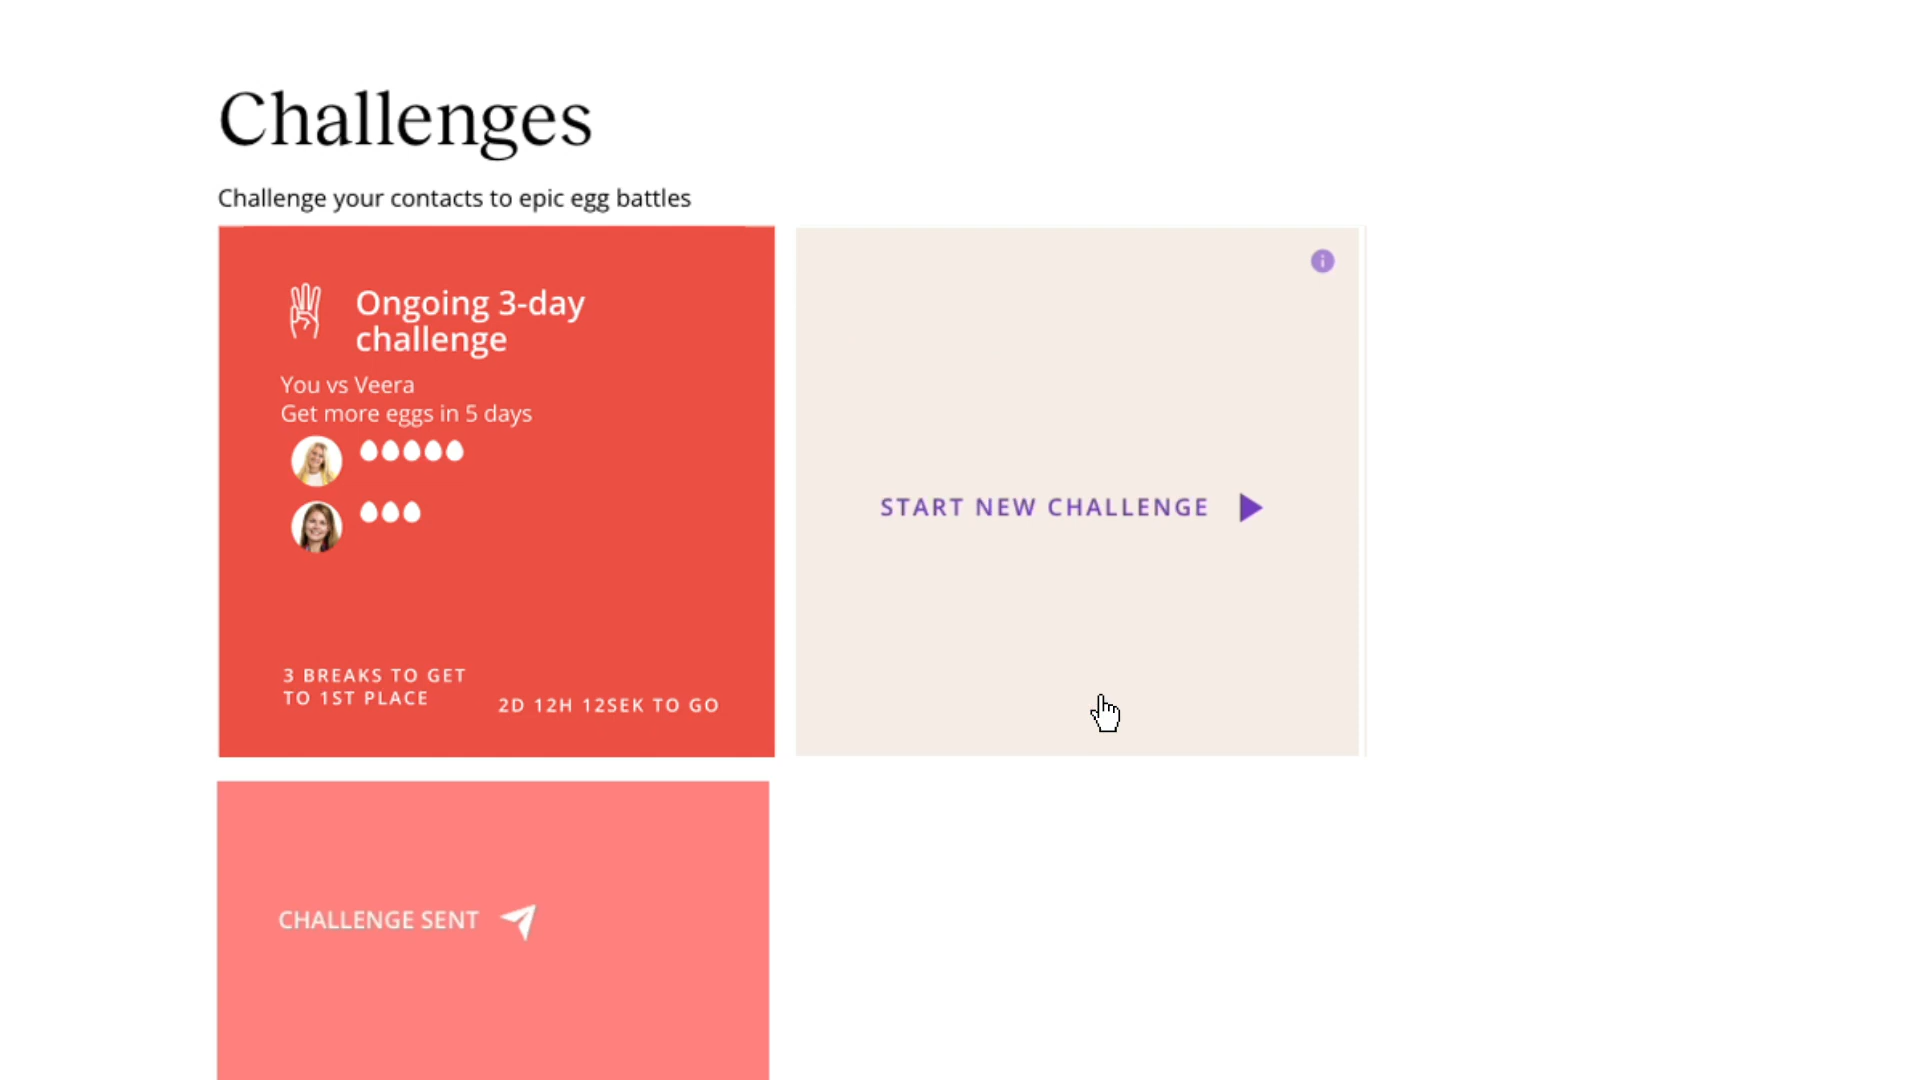 Challenges
Challenge your contacts to epic egg battles
Ongoing 3-day
challenge
You vs Veera
Get more eggs in 5 days
3 BREAKS TO GET
TO 1ST PLACE
2D 12H 12SEK TO GO
START NEW CHALLENGE
CHALLENGE SENT